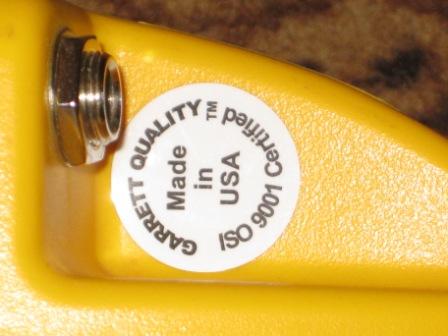 GARRETT QUALITY™
Made
in
USA
ISO 9001 Certified